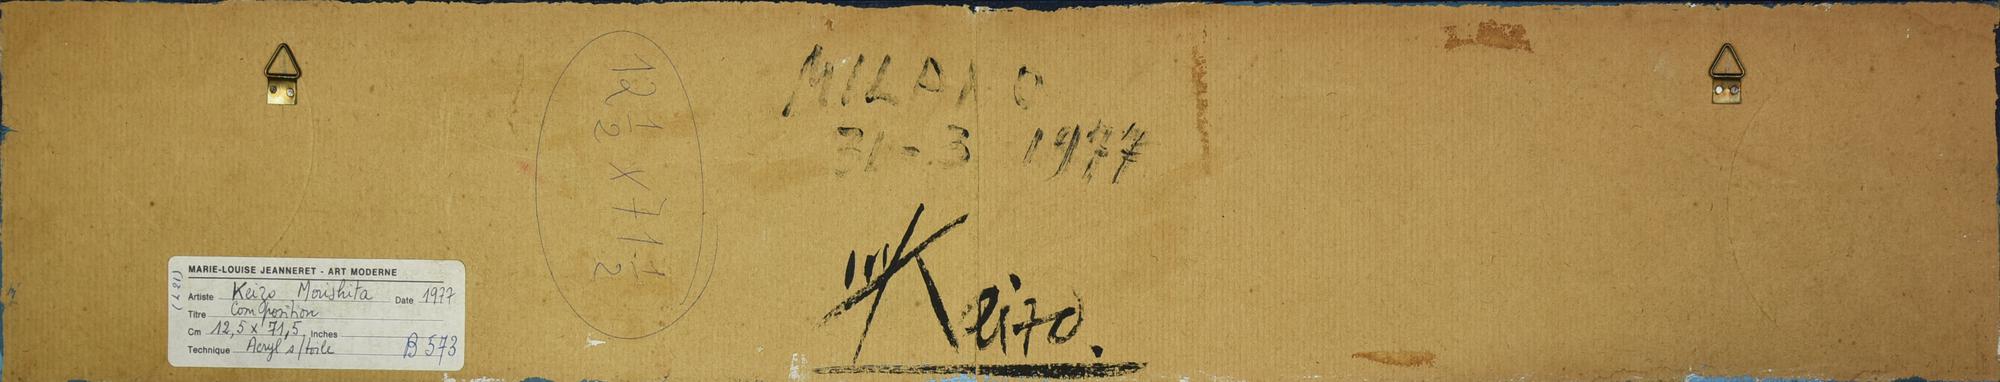 MILANO
31-3 1977
Keizo.
12 1/2 x 71 1/2
MARIE-LOUISE JEANNERET - ART MODERNE
Artiste Keizo Morishita Date 1977
Titre Composition
Cm 12,5 x 71,5 Inches
Technique Acryl s/toile B 573